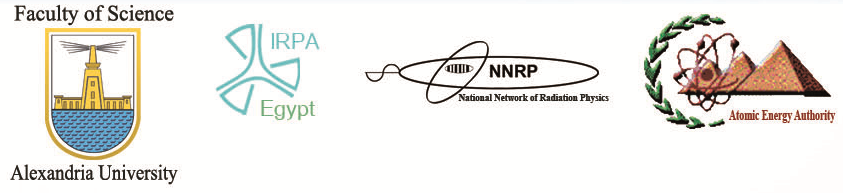 Faculty of Science
Alexandria University
IRPA
Egypt
NNRP
National Network of Radiation Physics
Atomic Energy Authority